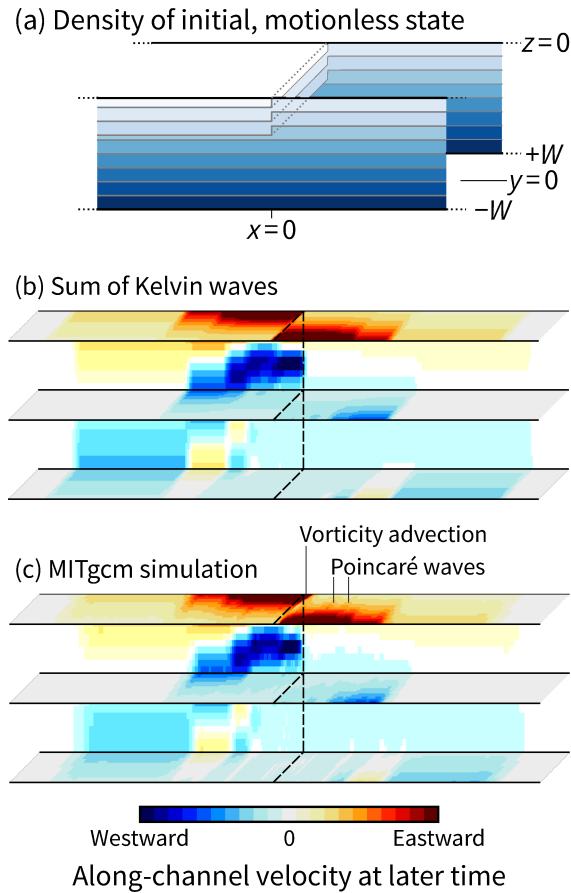 (a) Density of initial, motionless state
z=0
+W
y=0
−W
x=0
(b) Sum of Kelvin waves
Vorticity advection
(c) MITgcm simulation
Poincaré waves
Westward
0
Eastward
Along-channel velocity at later time